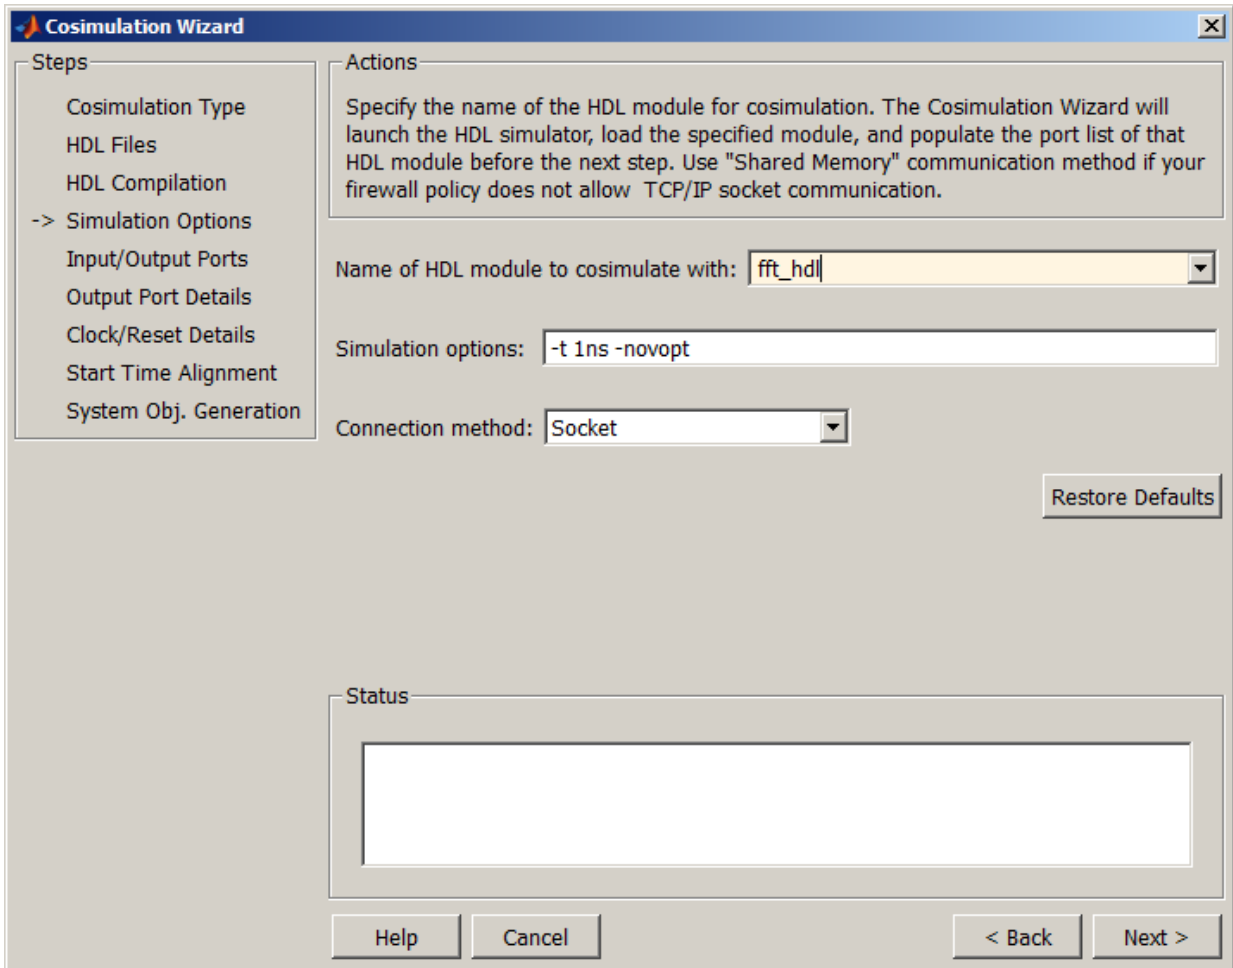 Cosimulation Wizard
Steps
Cosimulation Type
HDL Files
HDL Compilation
-> Simulation Options
Input/Output Ports
Output Port Details
Clock/Reset Details
Start Time Alignment
System Obj. Generation
Actions
Specify the name of the HDL module for cosimulation. The Cosimulation Wizard will
launch the HDL simulator, load the specified module, and populate the port list of that
HDL module before the next step. Use "Shared Memory" communication method if your
firewall policy does not allow  TCP/IP socket communication.
Name of HDL module to cosimulate with: fft_hdl
Simulation options: -t 1ns -novopt
Connection method: Socket
Restore Defaults
Status
Help Cancel < Back Next >